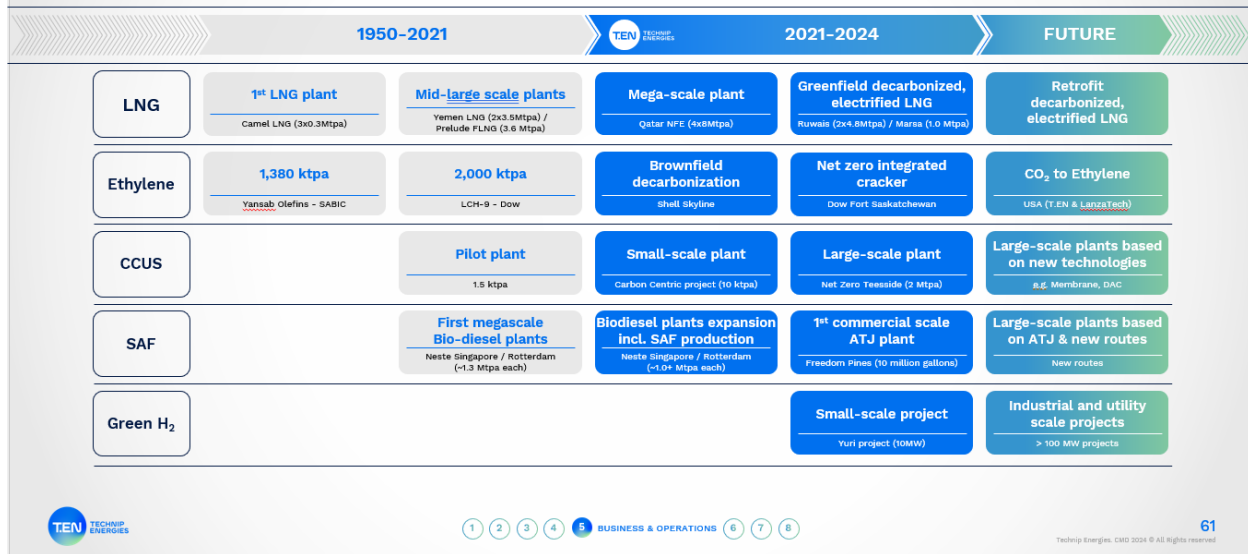 1950-2021
T.EN TECHNIP
ENERGIES
2021-2024
FUTURE
LNG
1st LNG plant
Camel LNG (3x0.3Mtpa)
Mid-large scale plants
Yemen LNG (2x3.5Mtpa) /
Prelude FLNG (3.6 Mtpa)
Mega-scale plant
Qatar NFE (4x8Mtpa)
Greenfield decarbonized,
electrified LNG
Ruwais (2x4.8Mtpa) / Marsa (1.0 Mtpa)
Retrofit
decarbonized,
electrified LNG
Ethylene
1,380 ktpa
Yansab Olefins - SABIC
2,000 ktpa
LCH-9 - Dow
Brownfield
decarbonization
Shell Skyline
Net zero integrated
cracker
Dow Fort Saskatchewan
CO₂ to Ethylene
USA (T.EN & LanzaTech)
CCUS
Pilot plant
1.5 ktpa
Small-scale plant
Carbon Centric project (10 ktpa)
Large-scale plant
Net Zero Teesside (2 Mtpa)
Large-scale plants based
on new technologies
e.g. Membrane, DAC
SAF
First megascale
Bio-diesel plants
Neste Singapore / Rotterdam
(~1.3 Mtpa each)
Biodiesel plants expansion
incl. SAF production
Neste Singapore / Rotterdam
(~1.0+ Mtpa each)
1st commercial scale
ATJ plant
Freedom Pines (10 million gallons)
Large-scale plants based
on ATJ & new routes
New routes
Green H₂
Small-scale project
Yuri project (10MW)
Industrial and utility
scale projects
> 100 MW projects
T.EN TECHNIP
ENERGIES
1 2 3 4 5 BUSINESS & OPERATIONS 6 7 8
61
Technip Energies. CMD 2024 © All Rights reserved